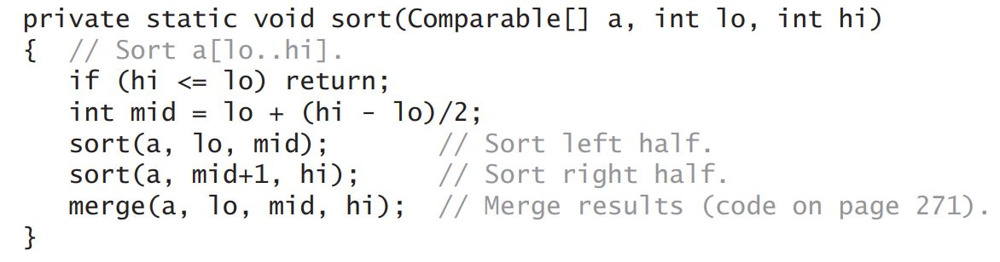 private static void sort(Comparable[] a, int lo, int hi)
{  // Sort a[lo..hi].
   if (hi <= lo) return;
   int mid = lo + (hi - lo)/2;
   sort(a, lo, mid);       // Sort left half.
   sort(a, mid+1, hi);     // Sort right half.
   merge(a, lo, mid, hi);  // Merge results (code on page 271).
}